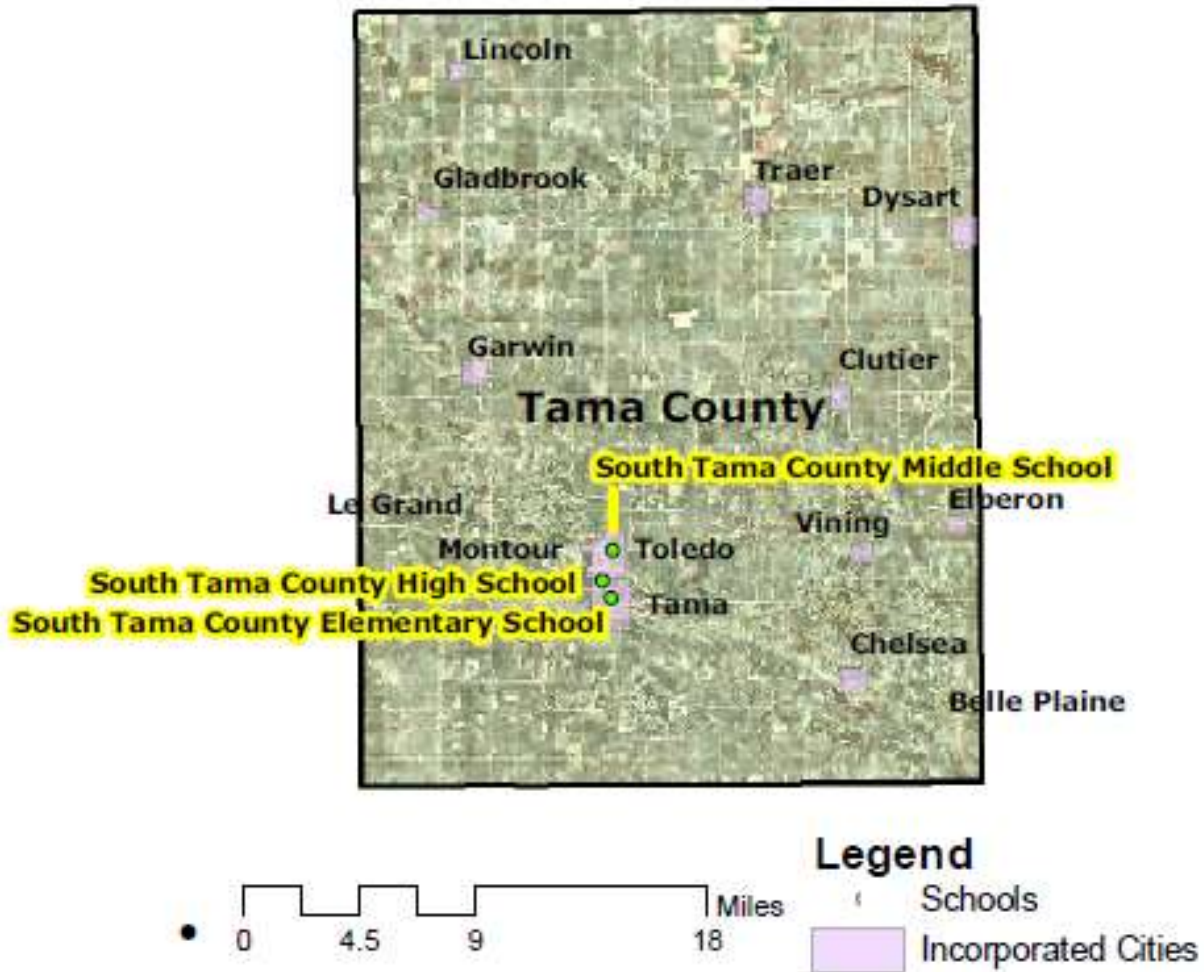 Lincoln
Gladbrook
Traer
Dysart
Garwin
Clutier
Tama County
South Tama County Middle School
Le Grand
Elberon
Vining
Montour
Toledo
South Tama County High School
Tama
South Tama County Elementary School
Chelsea
Belle Plaine
Legend
Schools
Incorporated Cities
Miles
0 4.5 9 18